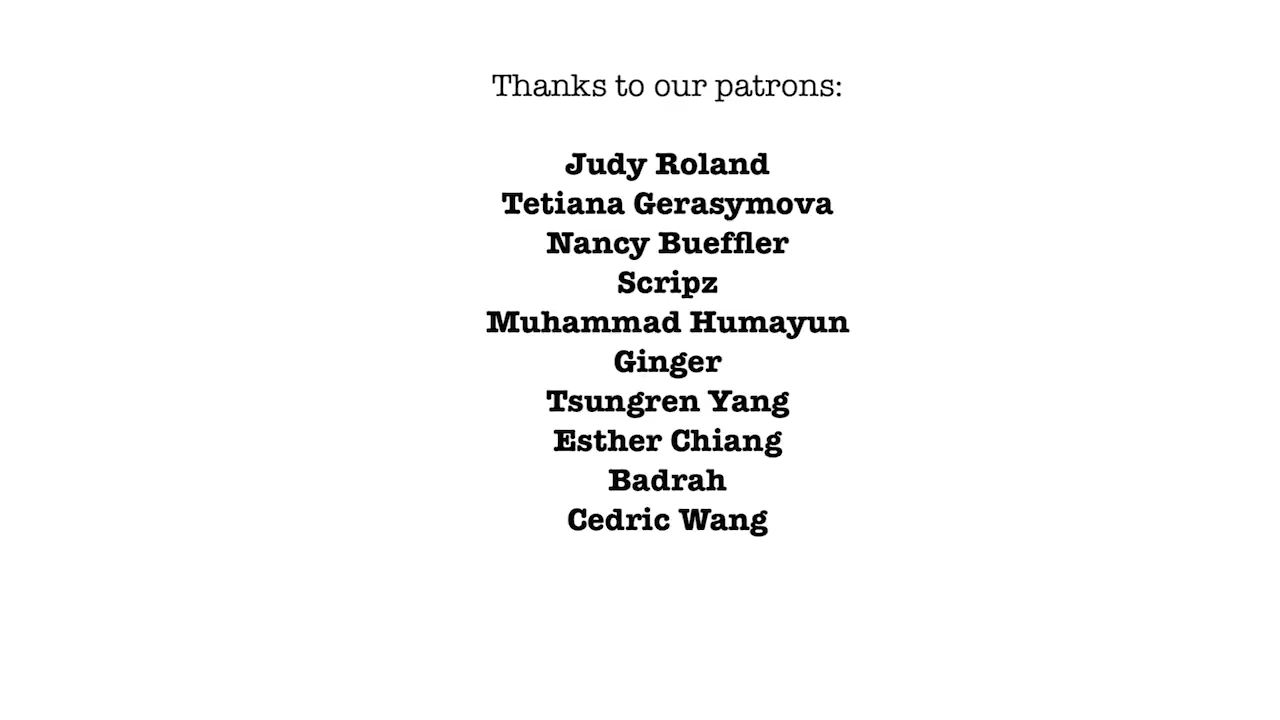 Thanks to our patrons:
Judy Roland
Tetiana Gerasymova
Nancy Bueffler
Scripz
Muhammad Humayun
Ginger
Tsungren Yang
Esther Chiang
Badrah
Cedric Wang